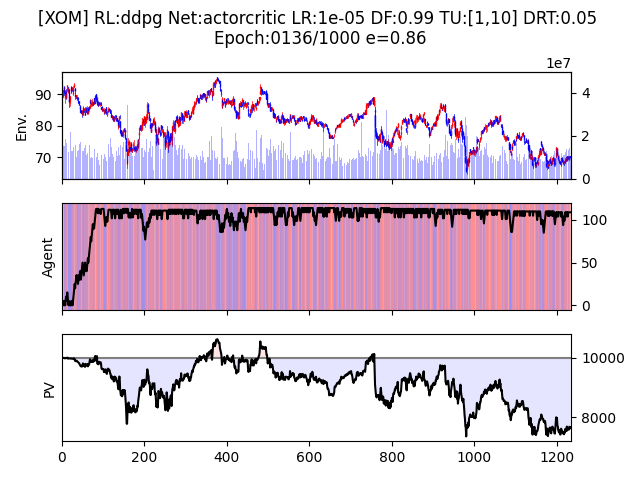 [XOM] RL:ddpg Net:actorcritic LR:1e-05 DF:0.99 TU:[1,10] DRT:0.05
Epoch:0136/1000 e=0.86
1e7
Env.
90
80
70
4
2
0
Agent
100
50
0
PV
10000
8000
0 200 400 600 800 1000 1200